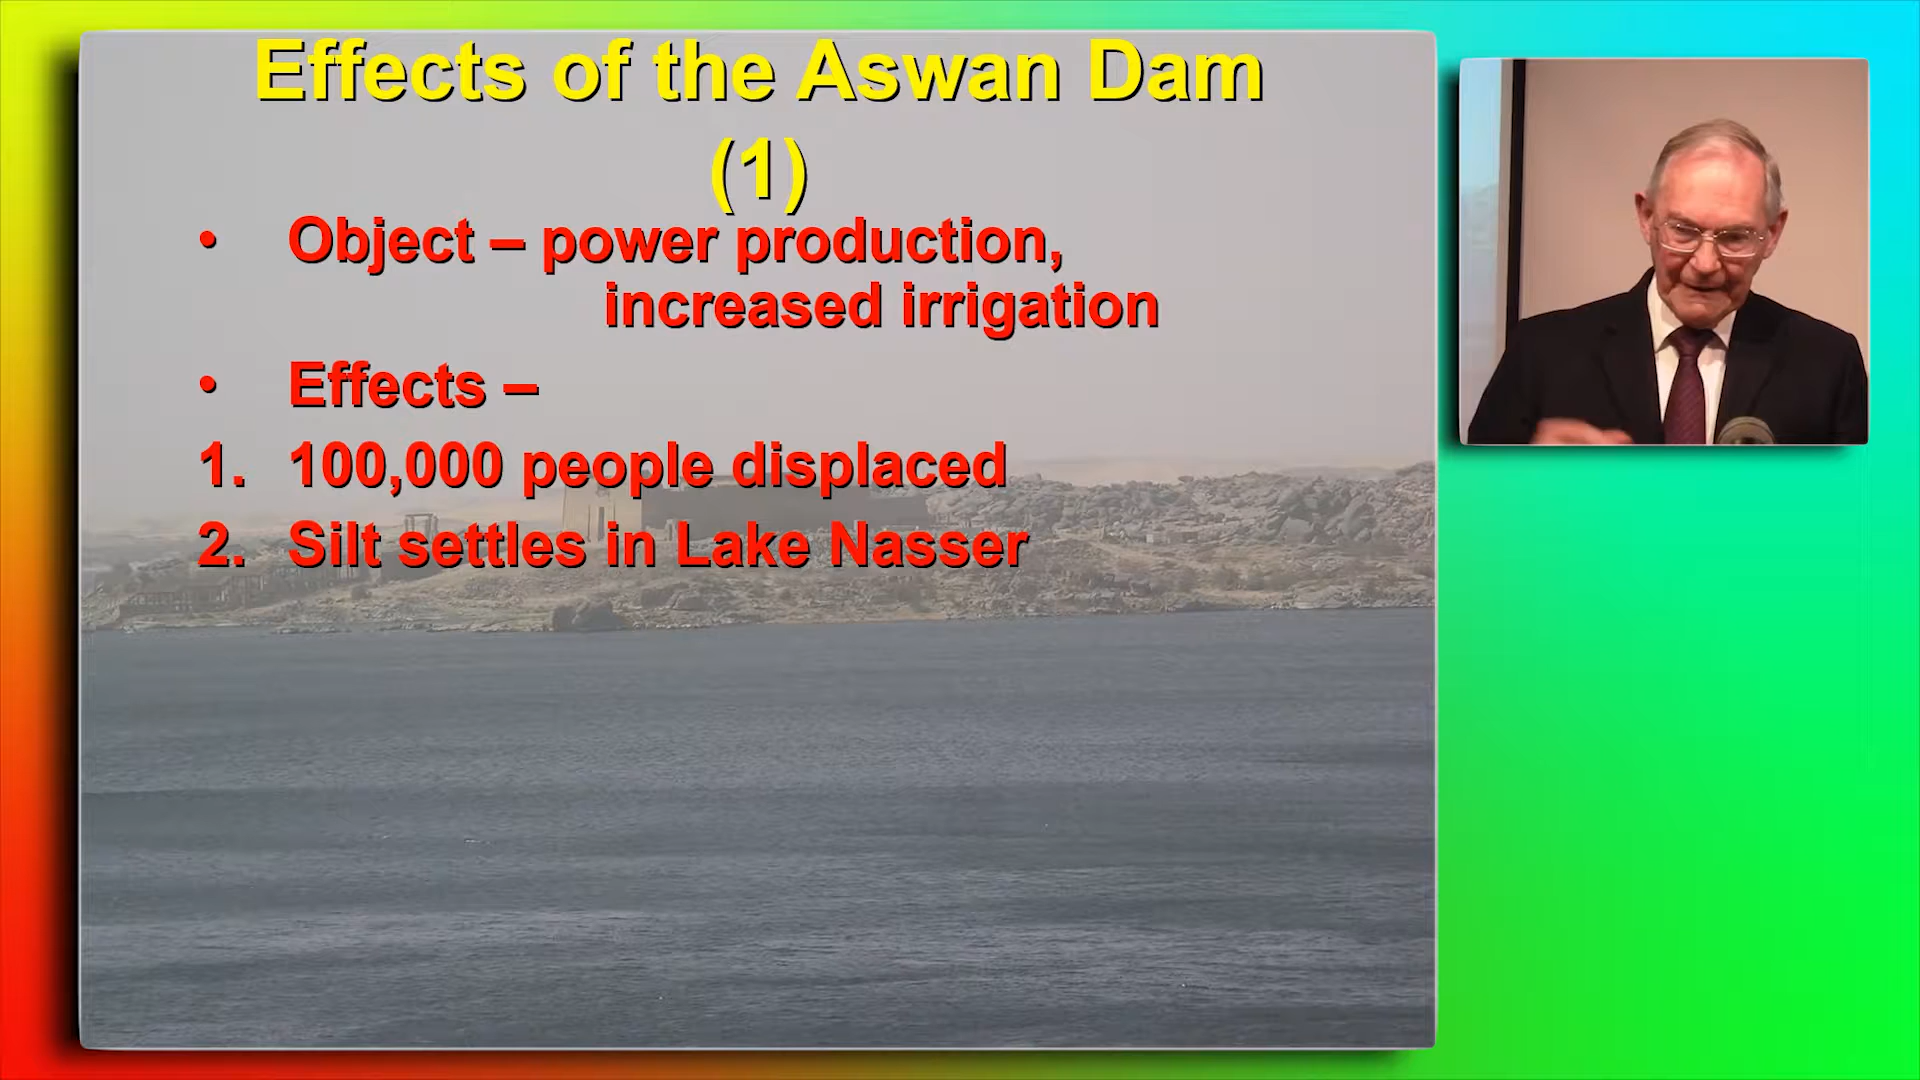 Effects of the Aswan Dam
(1)
• Object – power production,
increased irrigation
• Effects –
1. 100,000 people displaced
2. Silt settles in Lake Nasser